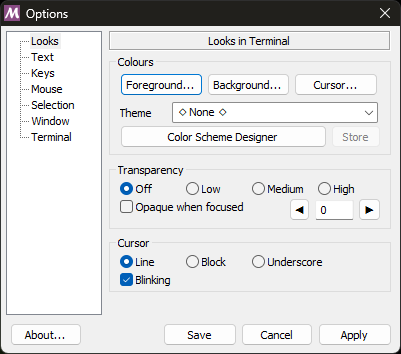 M Options
Looks
Text
Keys
Mouse
Selection
Window
Terminal
Looks in Terminal
Colours
Foreground... Background... Cursor...
Theme ◇ None ◇
Color Scheme Designer Store
Transparency
Off Low Medium High
Opaque when focused 0
Cursor
Line Block Underscore
Blinking
About... Save Cancel Apply